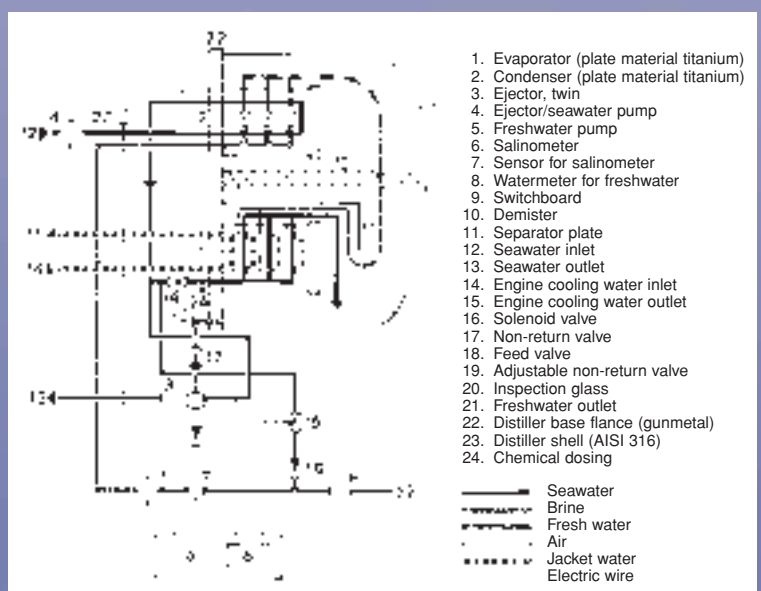 1. Evaporator (plate material titanium)
2. Condenser (plate material titanium)
3. Ejector, twin
4. Ejector/seawater pump
5. Freshwater pump
6. Salinometer
7. Sensor for salinometer
8. Watermeter for freshwater
9. Switchboard
10. Demister
11. Separator plate
12. Seawater inlet
13. Seawater outlet
14. Engine cooling water inlet
15. Engine cooling water outlet
16. Solenoid valve
17. Non-return valve
18. Feed valve
19. Adjustable non-return valve
20. Inspection glass
21. Freshwater outlet
22. Distiller base flance (gunmetal)
23. Distiller shell (AISI 316)
24. Chemical dosing
Seawater
Brine
Fresh water
Air
Jacket water
Electric wire